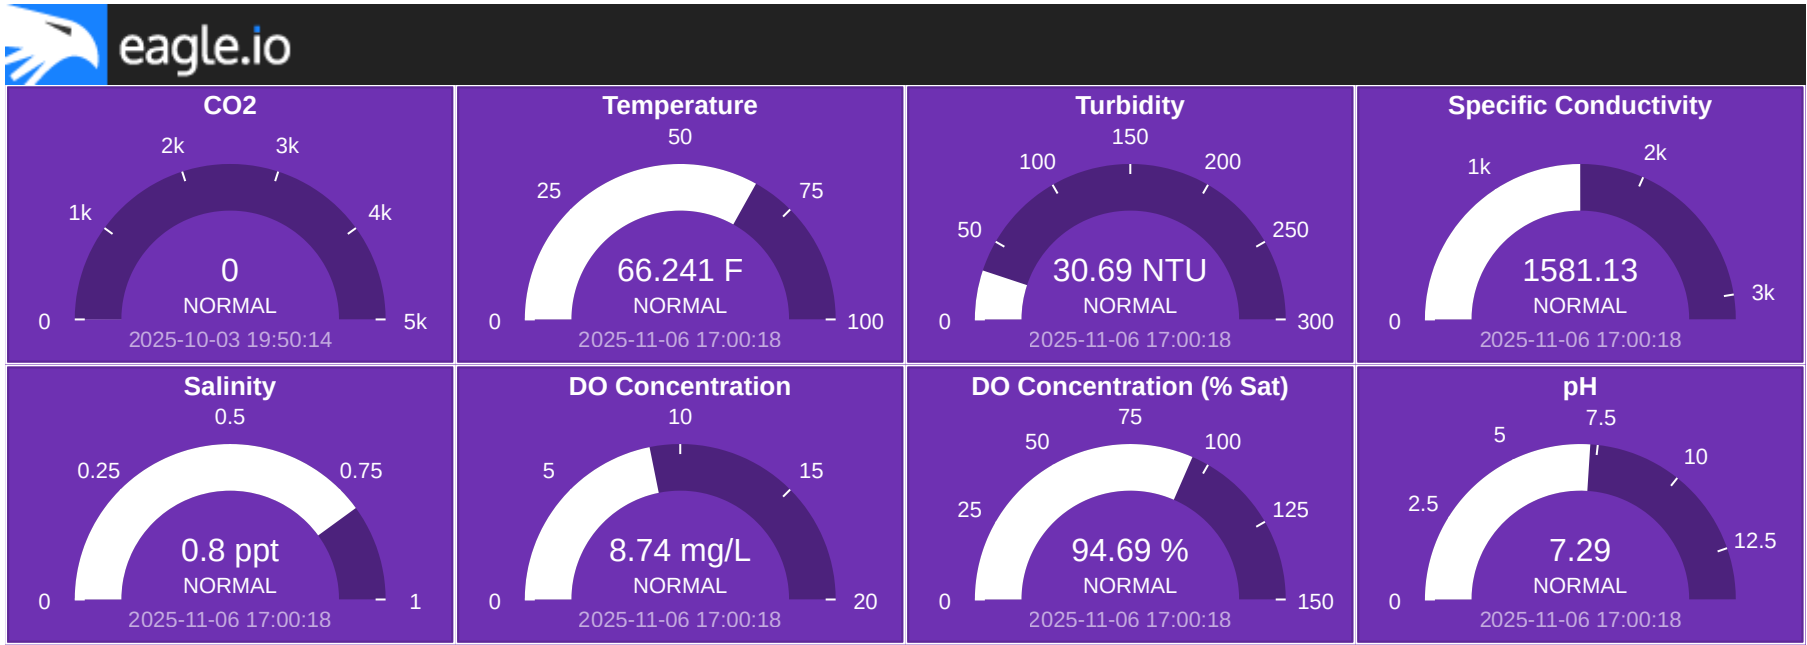 eagle.io
CO2
0
1k
2k
3k
4k
5k
0
NORMAL
2025-10-03 19:50:14
Temperature
0
25
50
75
100
66.241 F
NORMAL
2025-11-06 17:00:18
Turbidity
0
50
100
150
200
250
300
30.69 NTU
NORMAL
2025-11-06 17:00:18
Specific Conductivity
0
1k
2k
3k
1581.13
NORMAL
2025-11-06 17:00:18
Salinity
0
0.25
0.5
0.75
1
0.8 ppt
NORMAL
2025-11-06 17:00:18
DO Concentration
0
5
10
15
20
8.74 mg/L
NORMAL
2025-11-06 17:00:18
DO Concentration (% Sat)
0
25
50
75
100
125
150
94.69 %
NORMAL
2025-11-06 17:00:18
pH
0
2.5
5
7.5
10
12.5
7.29
NORMAL
2025-11-06 17:00:18